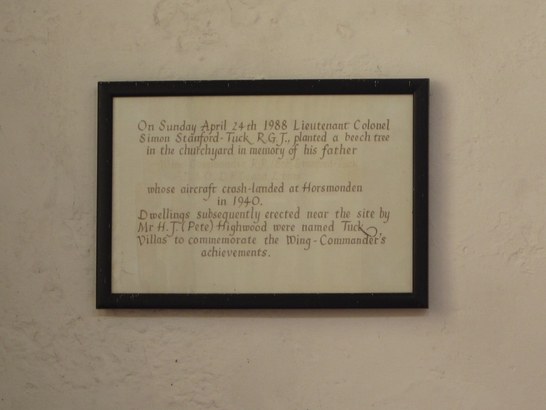 On Sunday April 24th 1988 Lieutenant Colonel
Simon Stanford-Tuck R.G.J., planted a beech tree
in the churchyard in memory of his father
whose aircraft crash-landed at Horsmonden
in 1940.
Dwellings subsequently erected near the site by
Mr H.J. (Pete) Highwood were named Tuck
Villas to commemorate the Wing-Commander's
achievements.